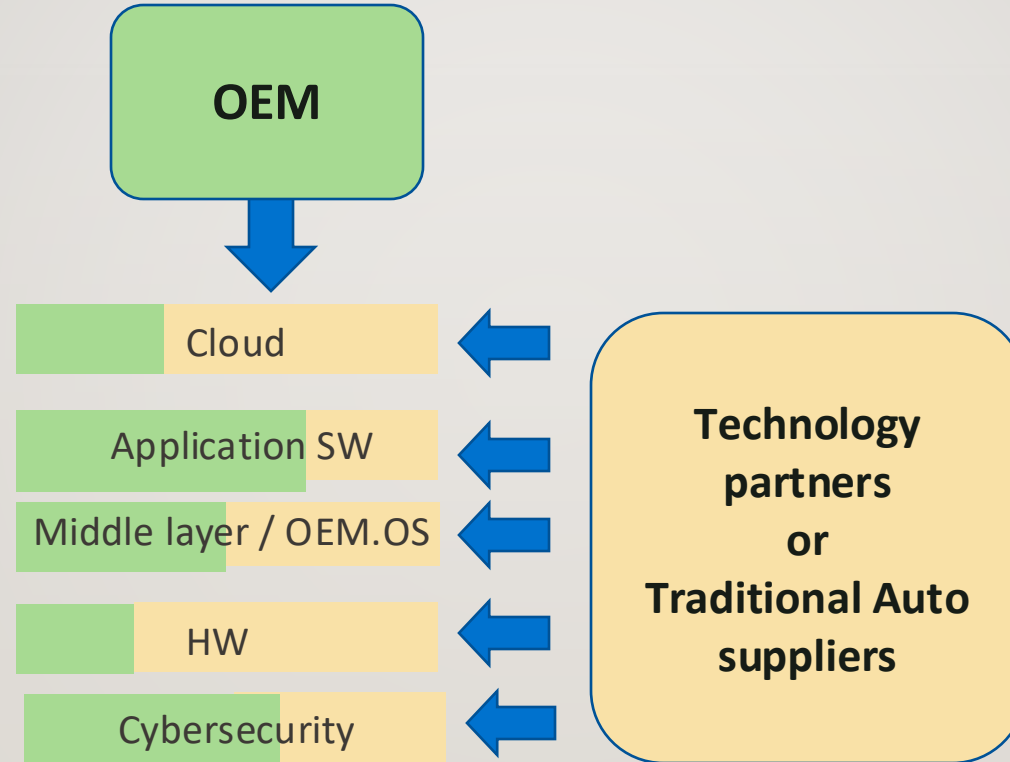 OEM
Cloud
Application SW
Middle layer / OEM.OS
HW
Cybersecurity
Technology
partners
or
Traditional Auto
suppliers